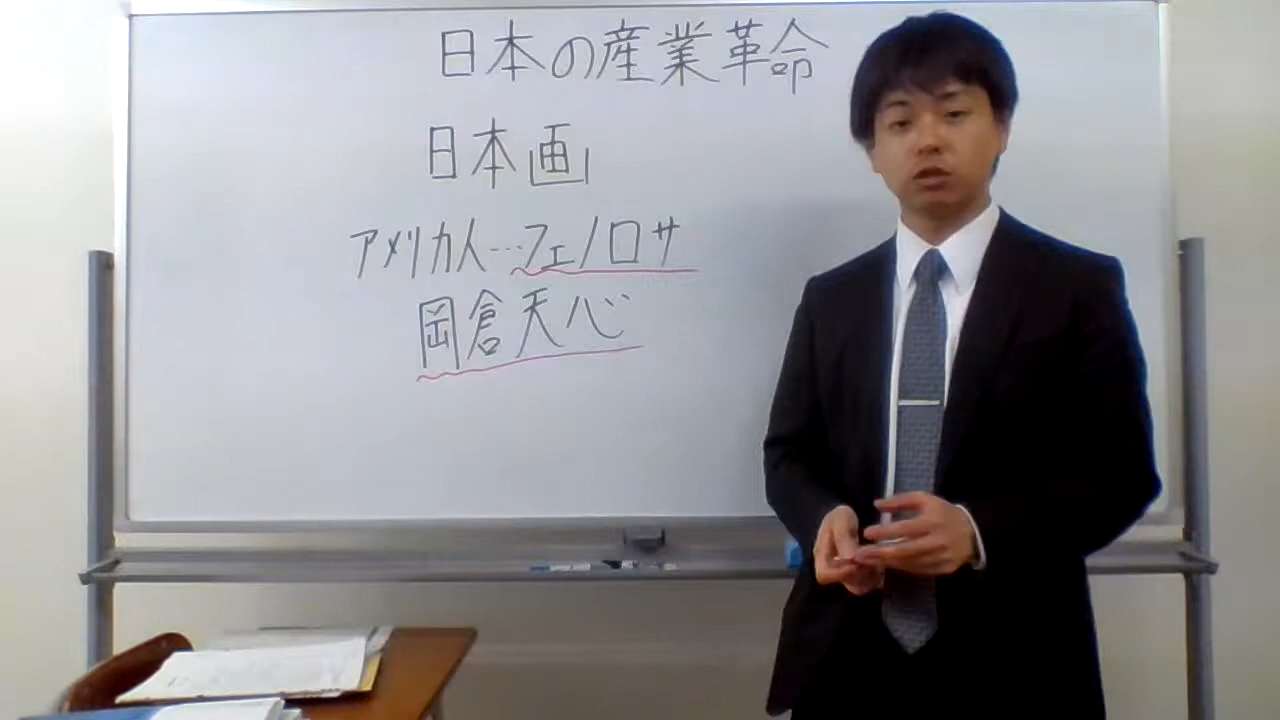 日本の産業革命
日本画
アメリカ人…フェノロサ
岡倉天心